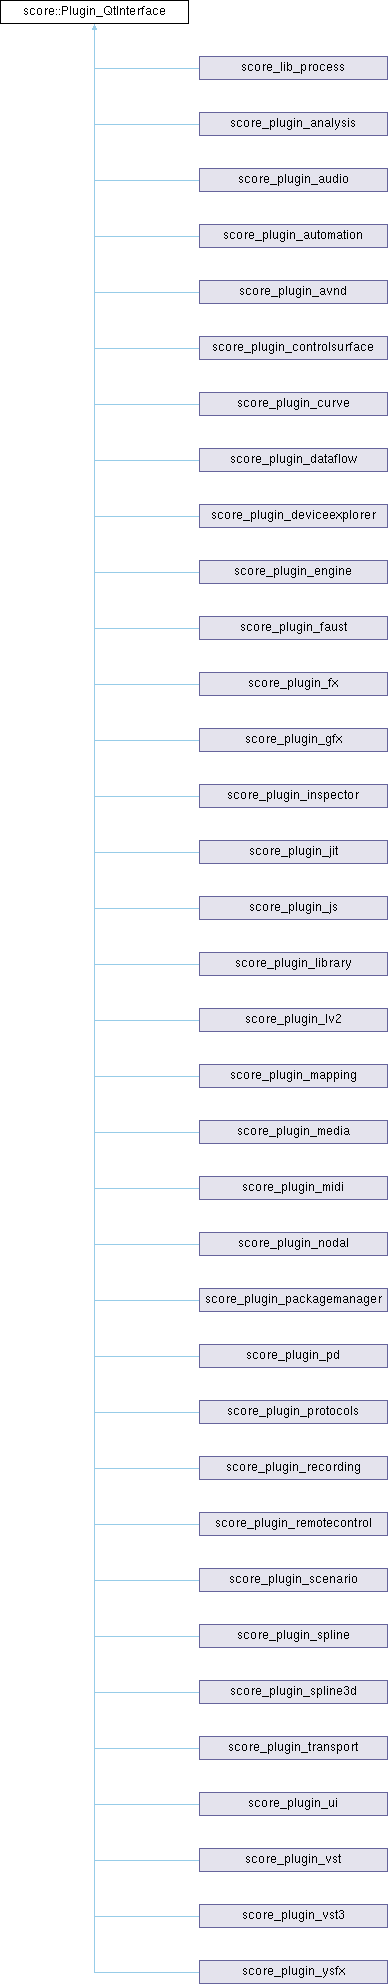 score::Plugin_QtInterface
score_lib_process
score_plugin_analysis
score_plugin_audio
score_plugin_automation
score_plugin_avnd
score_plugin_controlsurface
score_plugin_curve
score_plugin_dataflow
score_plugin_deviceexplorer
score_plugin_engine
score_plugin_faust
score_plugin_fx
score_plugin_gfx
score_plugin_inspector
score_plugin_jit
score_plugin_js
score_plugin_library
score_plugin_lv2
score_plugin_mapping
score_plugin_media
score_plugin_midi
score_plugin_nodal
score_plugin_packagemanager
score_plugin_pd
score_plugin_protocols
score_plugin_recording
score_plugin_remotecontrol
score_plugin_scenario
score_plugin_spline
score_plugin_spline3d
score_plugin_transport
score_plugin_ui
score_plugin_vst
score_plugin_vst3
score_plugin_ysfx